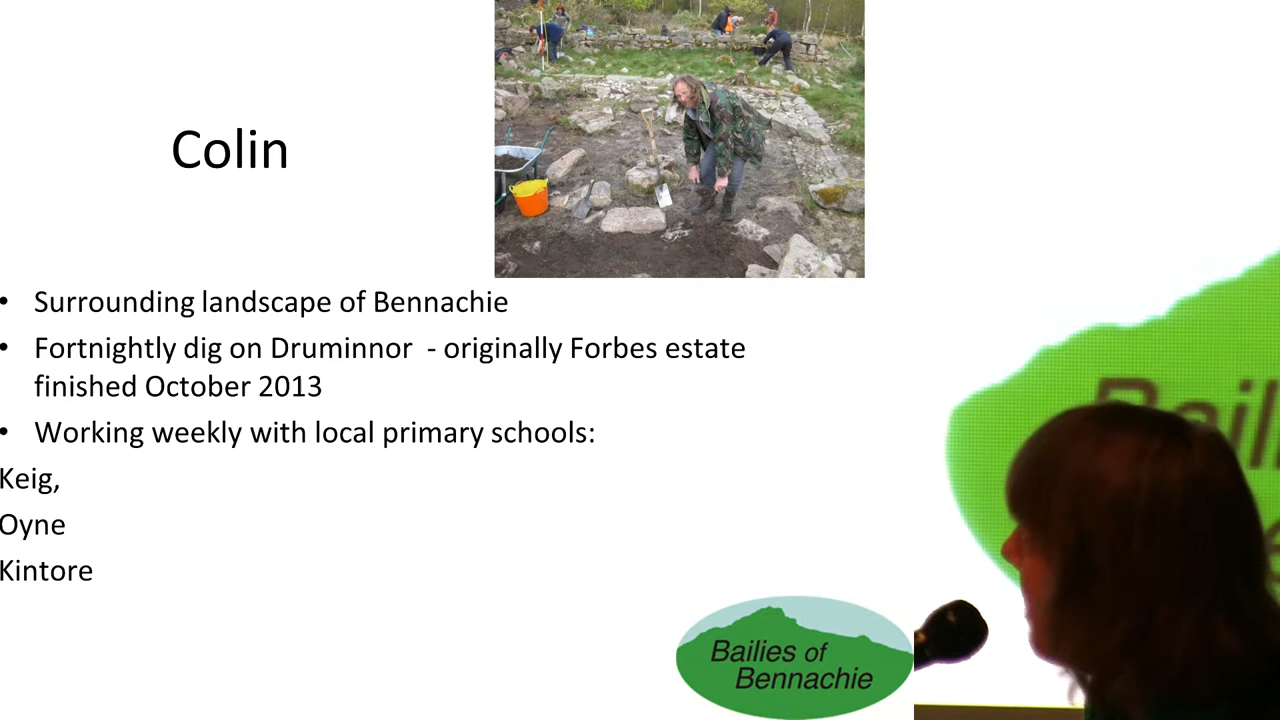 Colin
• Surrounding landscape of Bennachie
• Fortnightly dig on Druminnor - originally Forbes estate
finished October 2013
• Working weekly with local primary schools:
Keig,
Oyne
Kintore
Bailies of
Bennachie